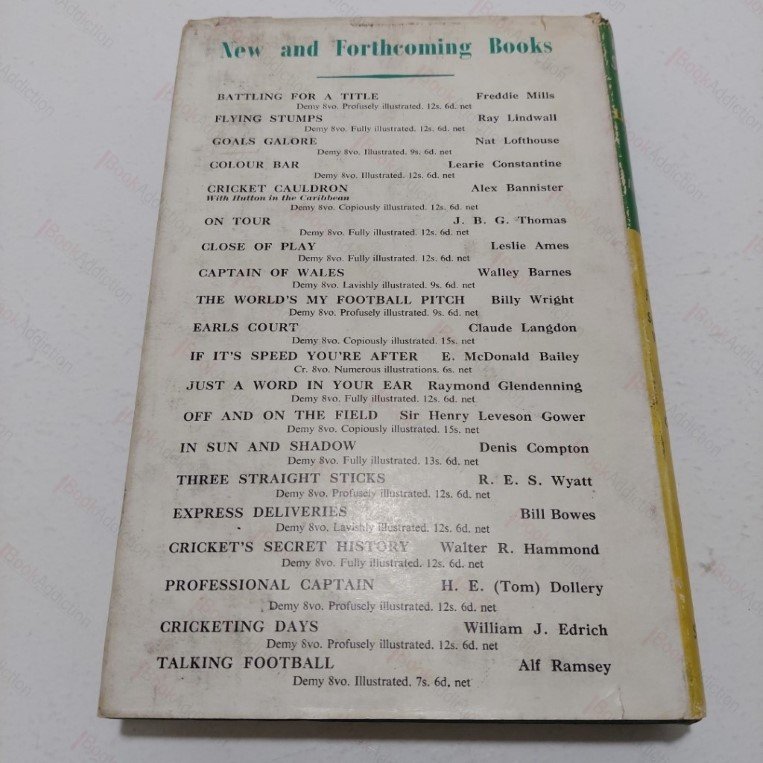 New and Forthcoming Books
BATTLING FOR A TITLE Freddie Mills
Demy 8vo. Profusely illustrated. 12s. 6d. net
FLYING STUMPS Ray Lindwall
Demy 8vo. Fully illustrated. 12s. 6d. net
GOALS GALORE Nat Lofthouse
Demy 8vo. Illustrated. 9s. 6d. net
COLOUR BAR Learie Constantine
Demy 8vo. Illustrated. 12s. 6d. net
CRICKET CAULDRON Alex Bannister
With Hutton in the Caribbean
Demy 8vo. Copiously illustrated. 12s. 6d. net
ON TOUR J. B. G. Thomas
Demy 8vo. Fully illustrated. 12s. 6d. net
CLOSE OF PLAY Leslie Ames
Demy 8vo. Fully illustrated. 12s. 6d. net
CAPTAIN OF WALES Walley Barnes
Demy 8vo. Lavishly illustrated. 9s. 6d. net
THE WORLD'S MY FOOTBALL PITCH Billy Wright
Demy 8vo. Profusely illustrated. 9s. 6d. net
EARLS COURT Claude Langdon
Demy 8vo. Copiously illustrated. 15s. net
IF IT'S SPEED YOU'RE AFTER E. McDonald Bailey
Cr. 8vo. Numerous illustrations. 6s. net
JUST A WORD IN YOUR EAR Raymond Glendenning
Demy 8vo. Fully illustrated. 12s. 6d. net
OFF AND ON THE FIELD Sir Henry Leveson Gower
Demy 8vo. Copiously illustrated. 15s. net
IN SUN AND SHADOW Denis Compton
Demy 8vo. Fully illustrated. 13s. 6d. net
THREE STRAIGHT STICKS R. E. S. Wyatt
Demy 8vo. Profusely illustrated. 12s. 6d. net
EXPRESS DELIVERIES Bill Bowes
Demy 8vo. Lavishly illustrated. 12s. 6d. net
CRICKET'S SECRET HISTORY Walter R. Hammond
Demy 8vo. Fully illustrated. 12s. 6d. net
PROFESSIONAL CAPTAIN H. E. (Tom) Dollery
Demy 8vo. Profusely illustrated. 12s. 6d. net
CRICKETING DAYS William J. Edrich
Demy 8vo. Profusely illustrated. 12s. 6d. net
TALKING FOOTBALL Alf Ramsey
Demy 8vo. Illustrated. 7s. 6d. net
BookAddiction